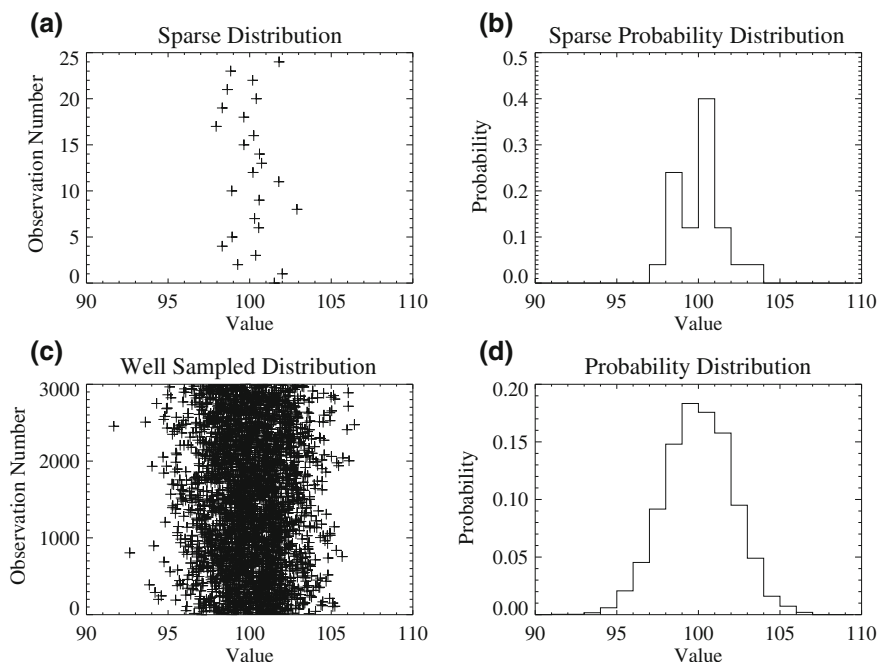 (a)
Sparse Distribution
25
20
15
10
5
0
Observation Number
90 95 100 105 110
Value
(b)
Sparse Probability Distribution
0.5
0.4
0.3
0.2
0.1
0.0
Probability
90 95 100 105 110
Value
(c)
Well Sampled Distribution
3000
2000
1000
0
Observation Number
90 95 100 105 110
Value
(d)
Probability Distribution
0.20
0.15
0.10
0.05
0.00
Probability
90 95 100 105 110
Value